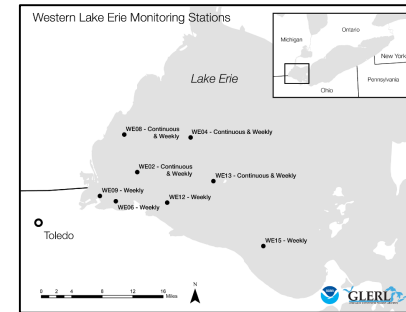 Western Lake Erie Monitoring Stations
Michigan
Ontario
New York
Pennsylvania
Ohio
Lake Erie
WE08 - Continuous
& Weekly
WE04 - Continuous & Weekly
WE02 - Continuous
& Weekly
WE13 - Continuous & Weekly
WE09 - Weekly
WE06 - Weekly
WE12 - Weekly
Toledo
WE15 - Weekly
0 2 4 8 12 16
Miles
N
GLERL